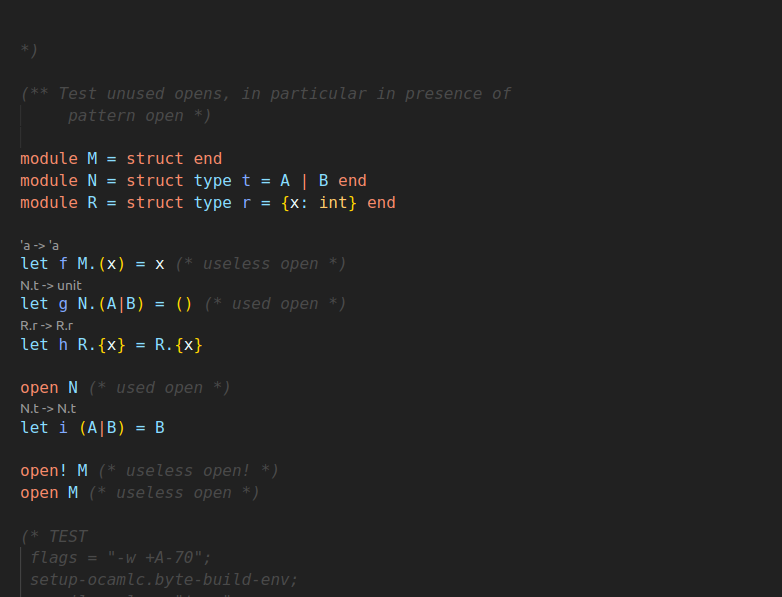 *)
(** Test unused opens, in particular in presence of
pattern open *)
module M = struct end
module N = struct type t = A | B end
module R = struct type r = {x: int} end
'a -> 'a
let f M.(x) = x (* useless open *)
N.t -> unit
let g N.(A|B) = () (* used open *)
R.r -> R.r
let h R.{x} = R.{x}
open N (* used open *)
N.t -> N.t
let i (A|B) = B
open! M (* useless open! *)
open M (* useless open *)
(* TEST
flags = "-w +A-70";
setup-ocamlc.byte-build-env;